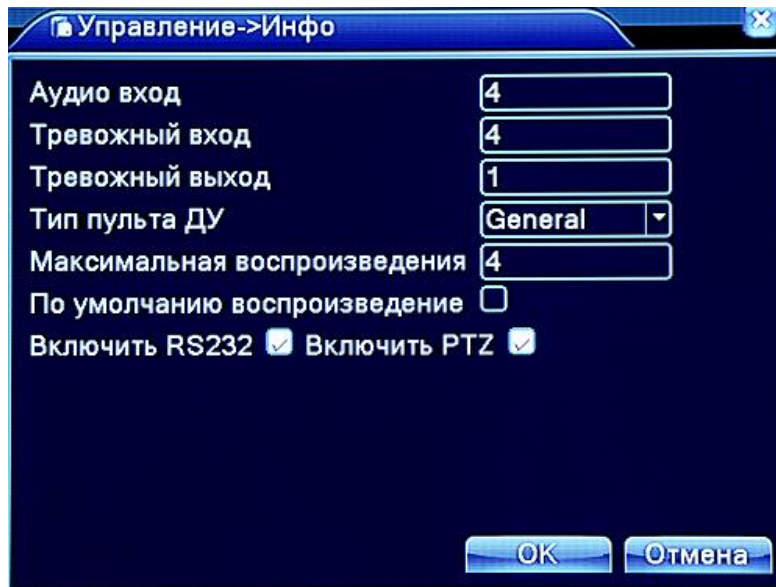 Управление->Инфо
Аудио вход 4
Тревожный вход 4
Тревожный выход 1
Тип пульта ДУ General
Максимальная воспроизведения 4
По умолчанию воспроизведение
Включить RS232 Включить PTZ
OK Отмена